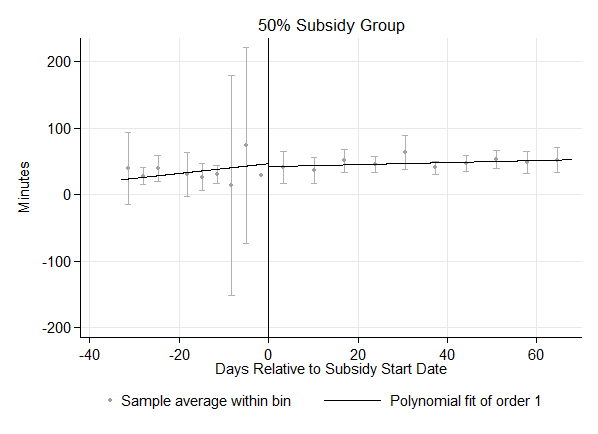 50% Subsidy Group
200
100
0
-100
-200
Minutes
-40 -20 0 20 40 60
Days Relative to Subsidy Start Date
Sample average within bin Polynomial fit of order 1